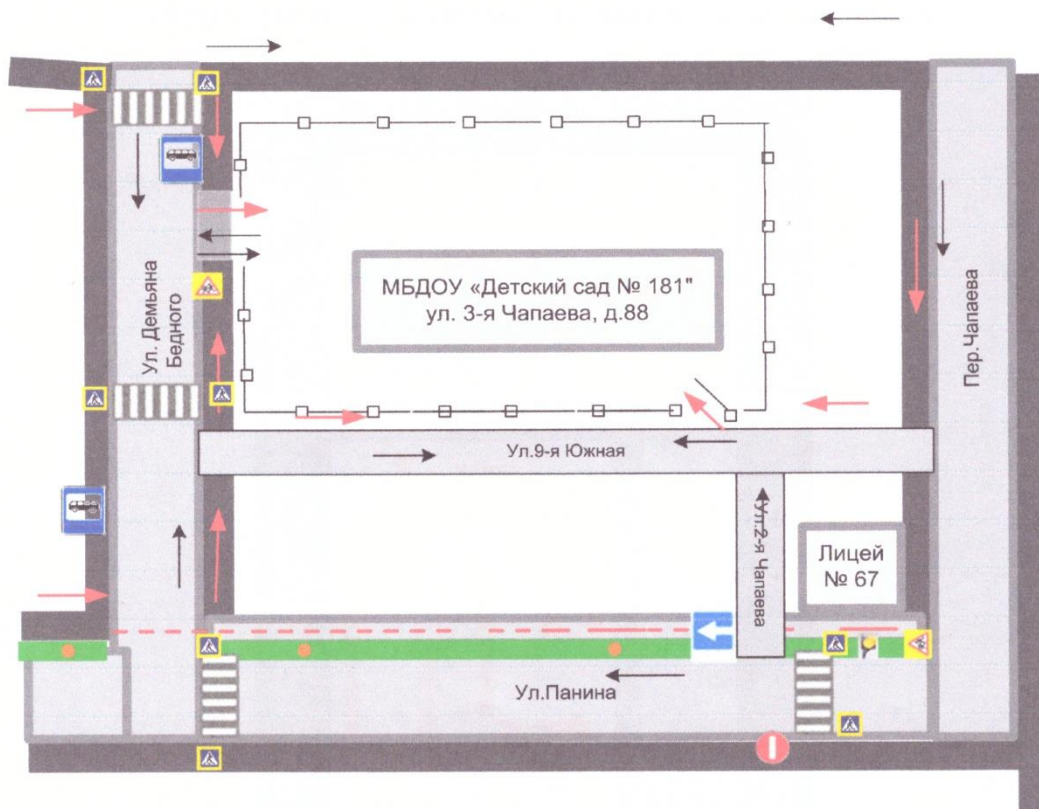 МБДОУ «Детский сад № 181"
ул. 3-я Чапаева, д.88
Ул. Демьяна
Бедного
Пер.Чапаева
Ул.9-я Южная
Ул.2-я Чапаева
Лицей
№ 67
Ул.Панина